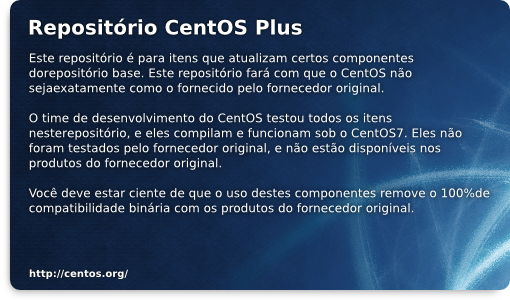 Repositório CentOS Plus
Este repositório é para itens que atualizam certos componentes
dorepositório base. Este repositório fará com que o CentOS não
sejaexatamente como o fornecido pelo fornecedor original.
O time de desenvolvimento do CentOS testou todos os itens
nesterepositório, e eles compilam e funcionam sob o CentOS7. Eles não
foram testados pelo fornecedor original, e não estão disponíveis nos
produtos do fornecedor original.
Você deve estar ciente de que o uso destes componentes remove o 100%de
compatibilidade binária com os produtos do fornecedor original.
http://centos.org/